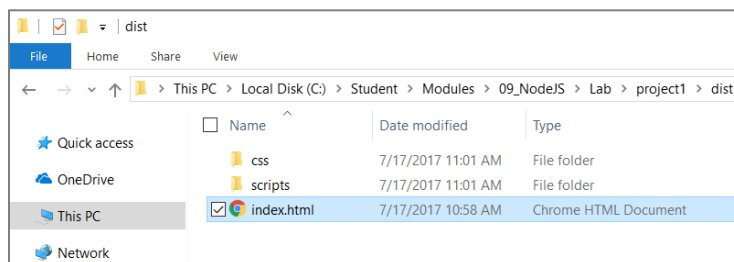 dist
File Home Share View
This PC > Local Disk (C:) > Student > Modules > 09_NodeJS > Lab > project1 > dist
Name Date modified Type
Quick access
OneDrive
This PC
Network
css 7/17/2017 11:01 AM File folder
scripts 7/17/2017 11:01 AM File folder
index.html 7/17/2017 10:58 AM Chrome HTML Document